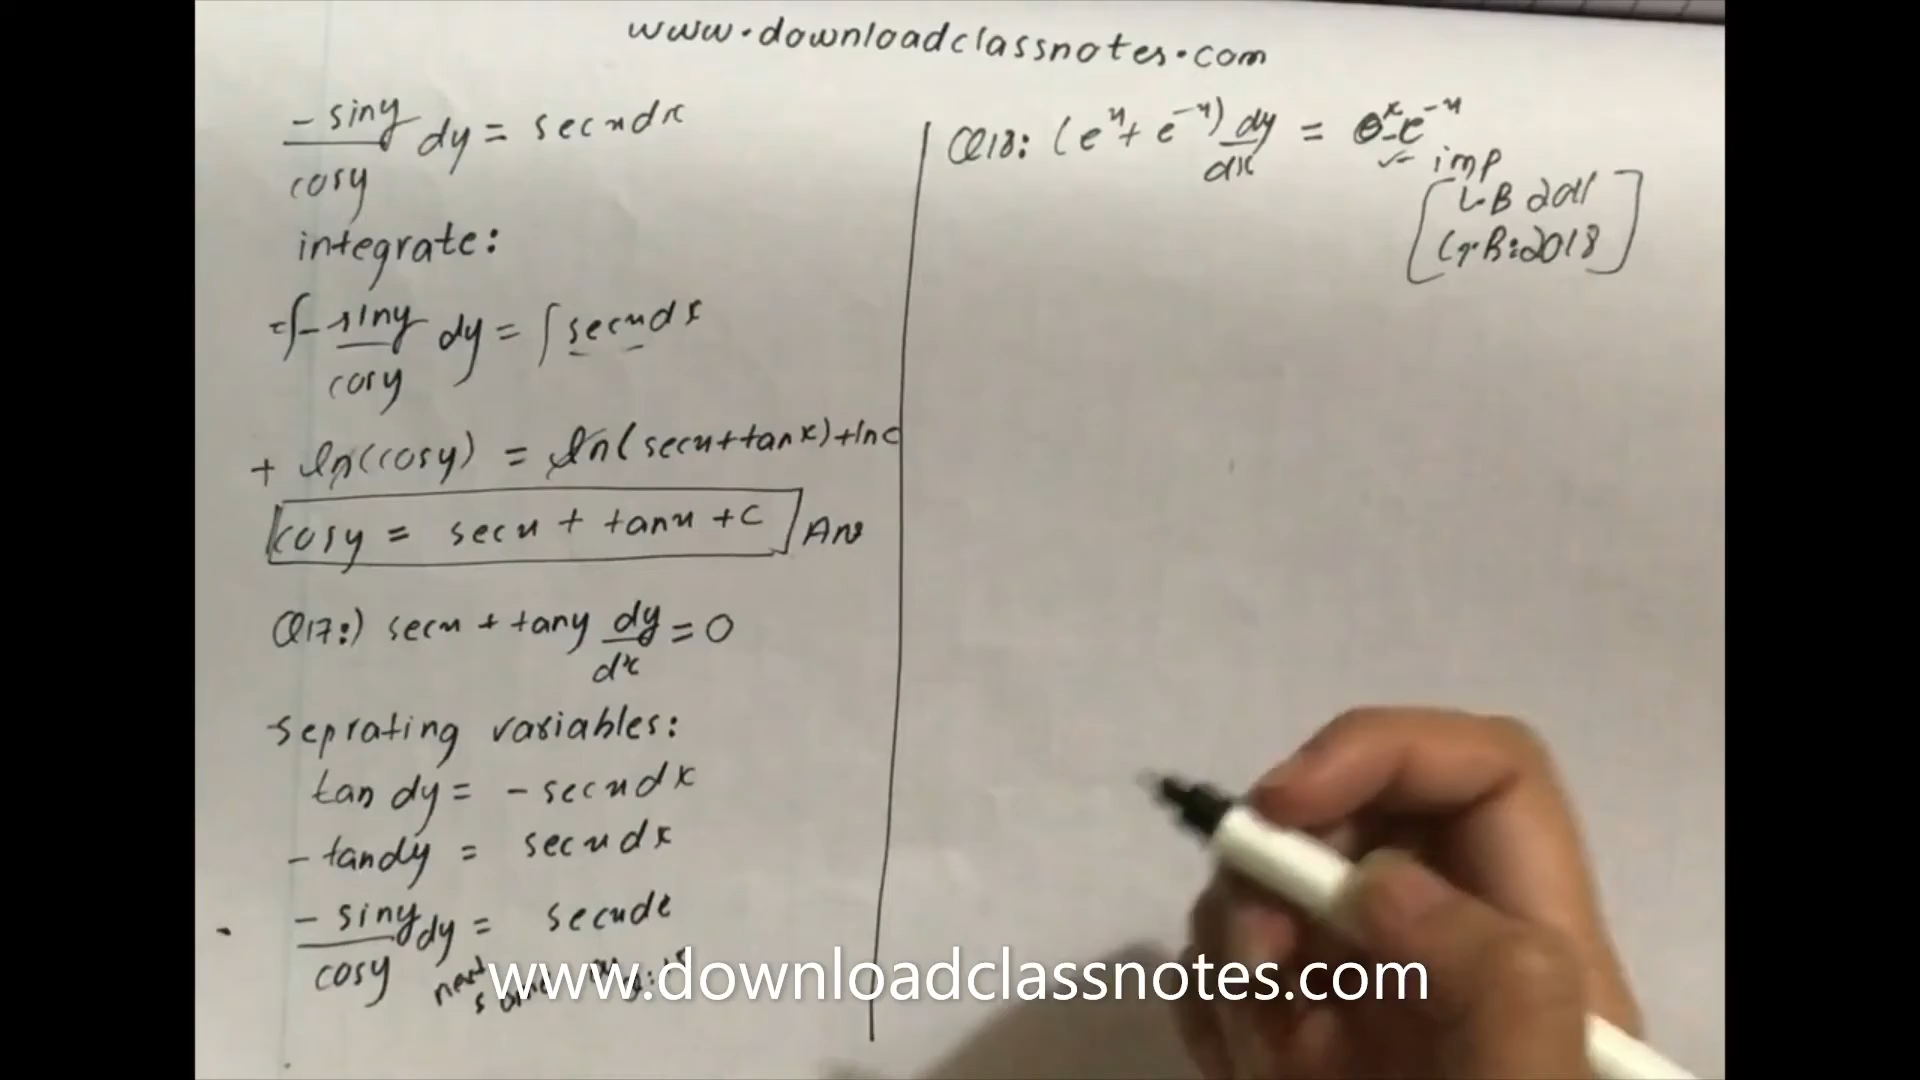 www.downloadclassnotes.com
-siny/cosy dy = secxdx
integrate:
=∫-siny/cosy dy = ∫secxdx
+ ln(cosy) = ln(secx+tanx)+lnc
cosy = secx + tanx +c Ans
Q17:) secx + tany dy/dx = 0
seprating variables:
tan dy = - secxdx
- tandy = secxdx
-siny/cosy dy = secxdx
Q18: (e^x + e^-x) dy/dx = e^x-e^-x
imp
[L.B 2011
G.B:2018]
www.downloadclassnotes.com